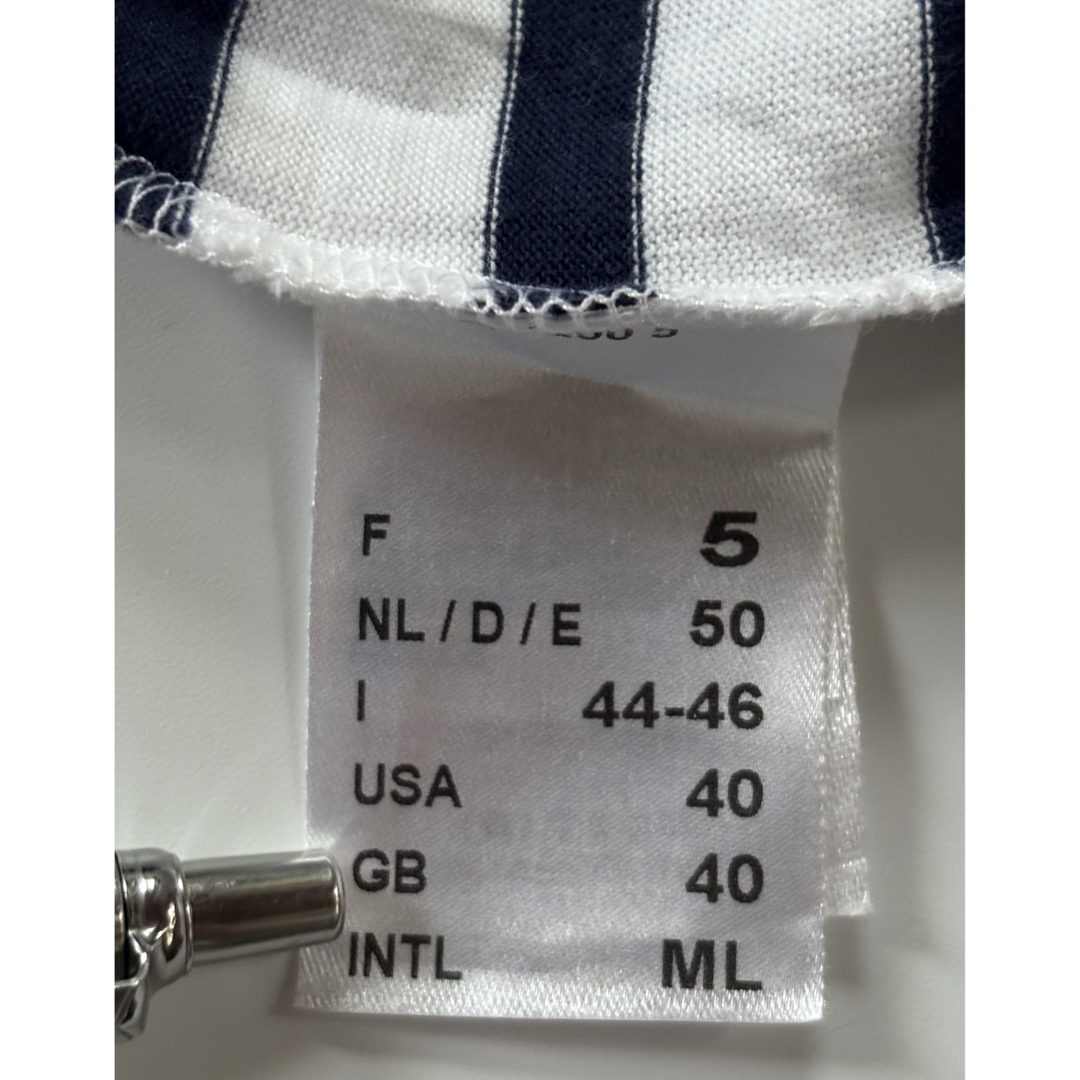 F 5
NL / D / E 50
I 44-46
USA 40
GB 40
INTL ML